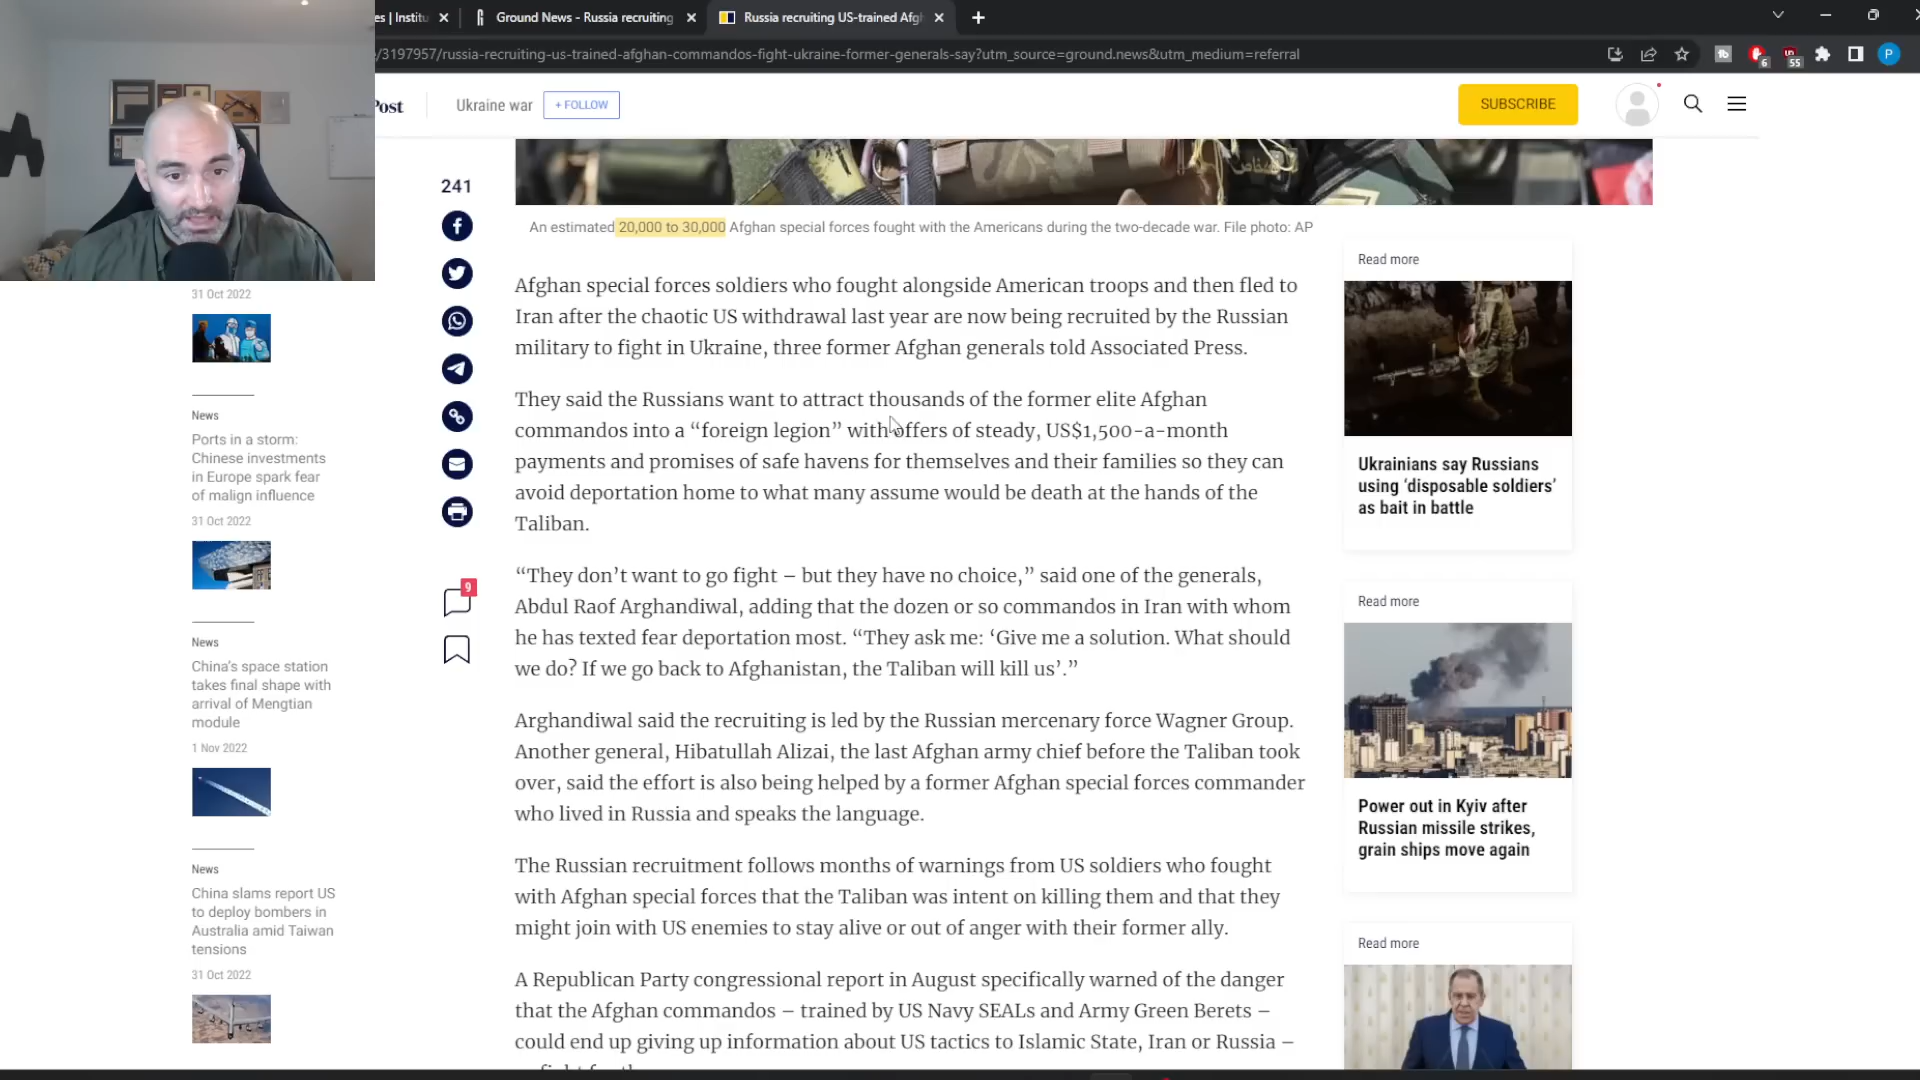 es | Institu
Ground News - Russia recruiting
Russia recruiting US-trained Afg
/3197957/russia-recruiting-us-trained-afghan-commandos-fight-ukraine-former-generals-say?utm_source=ground.news&utm_medium=referral
6
55
P
Post
Ukraine war
+ FOLLOW
SUBSCRIBE
241
An estimated 20,000 to 30,000 Afghan special forces fought with the Americans during the two-decade war. File photo: AP
Afghan special forces soldiers who fought alongside American troops and then fled to
Iran after the chaotic US withdrawal last year are now being recruited by the Russian
military to fight in Ukraine, three former Afghan generals told Associated Press.
They said the Russians want to attract thousands of the former elite Afghan
commandos into a “foreign legion” with offers of steady, US$1,500-a-month
payments and promises of safe havens for themselves and their families so they can
avoid deportation home to what many assume would be death at the hands of the
Taliban.
“They don’t want to go fight – but they have no choice,” said one of the generals,
Abdul Raof Arghandiwal, adding that the dozen or so commandos in Iran with whom
he has texted fear deportation most. “They ask me: ‘Give me a solution. What should
we do? If we go back to Afghanistan, the Taliban will kill us’.”
Arghandiwal said the recruiting is led by the Russian mercenary force Wagner Group.
Another general, Hibatullah Alizai, the last Afghan army chief before the Taliban took
over, said the effort is also being helped by a former Afghan special forces commander
who lived in Russia and speaks the language.
The Russian recruitment follows months of warnings from US soldiers who fought
with Afghan special forces that the Taliban was intent on killing them and that they
might join with US enemies to stay alive or out of anger with their former ally.
A Republican Party congressional report in August specifically warned of the danger
that the Afghan commandos – trained by US Navy SEALs and Army Green Berets –
could end up giving up information about US tactics to Islamic State, Iran or Russia –
9
31 Oct 2022
News
Ports in a storm:
Chinese investments
in Europe spark fear
of malign influence
31 Oct 2022
News
China’s space station
takes final shape with
arrival of Mengtian
module
1 Nov 2022
News
China slams report US
to deploy bombers in
Australia amid Taiwan
tensions
31 Oct 2022
Read more
Ukrainians say Russians
using ‘disposable soldiers’
as bait in battle
Read more
Power out in Kyiv after
Russian missile strikes,
grain ships move again
Read more